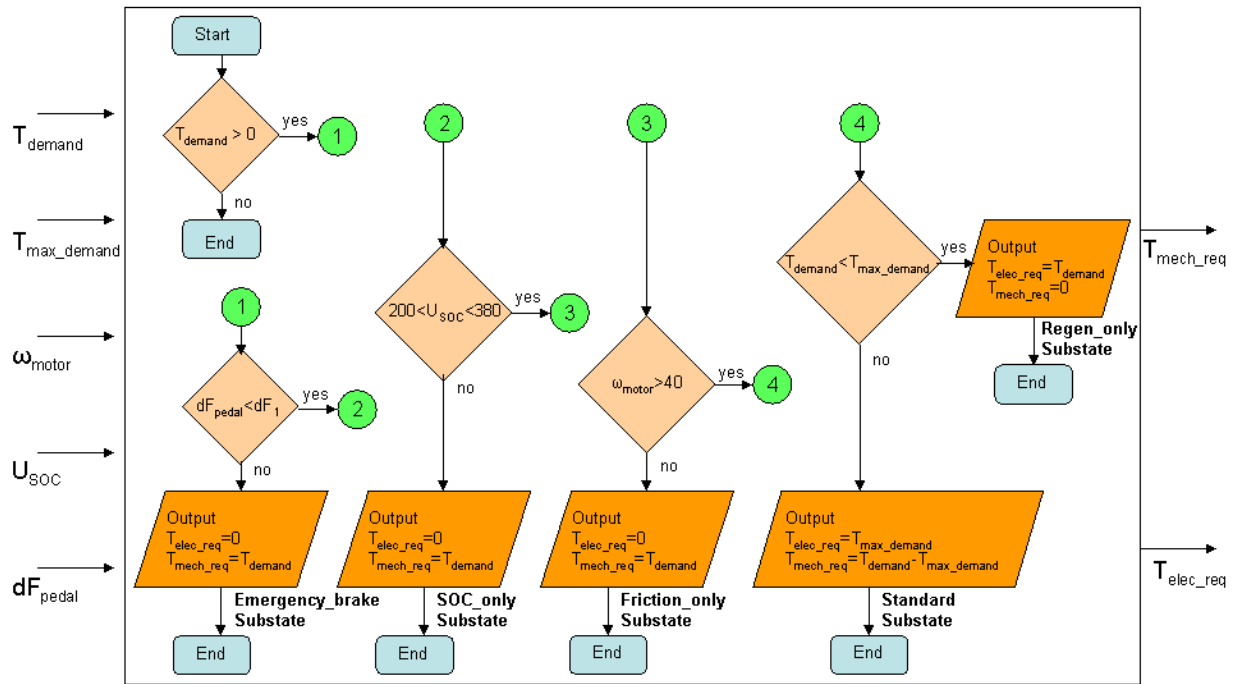 Start
T_demand > 0
yes
1
no
End
1
dF_pedal<dF_1
yes
2
no
Output
T_elec_req=0
T_mech_req=T_demand
Emergency_brake
Substate
End
2
200<U_SOC<380
yes
3
no
Output
T_elec_req=0
T_mech_req=T_demand
SOC_only
Substate
End
3
ω_motor>40
yes
4
no
Output
T_elec_req=0
T_mech_req=T_demand
Friction_only
Substate
End
4
T_demand<T_max_demand
yes
Output
T_elec_req=T_demand
T_mech_req=0
Regen_only
Substate
End
no
Output
T_elec_req=T_max_demand
T_mech_req=T_demand-T_max_demand
Standard
Substate
End
T_demand
T_max_demand
ω_motor
U_SOC
dF_pedal
T_mech_req
T_elec_req